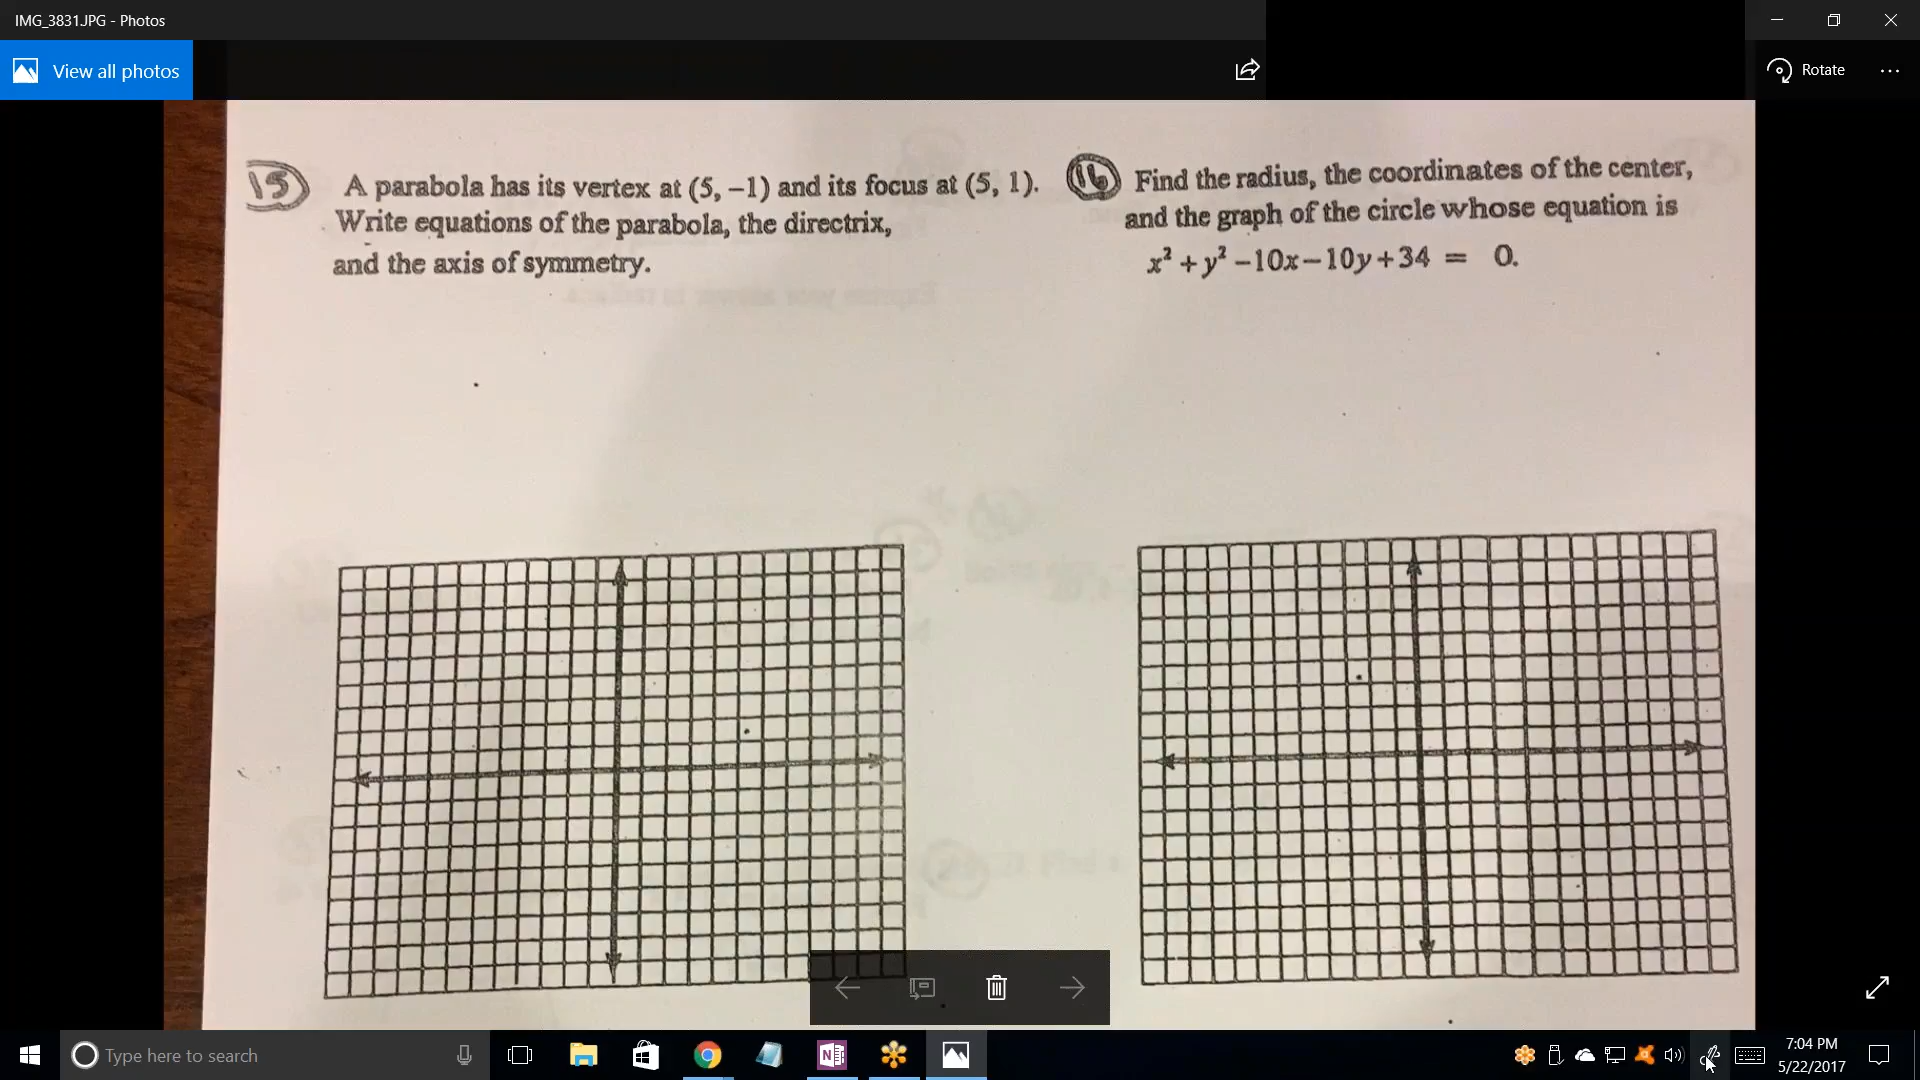 IMG_3831.JPG - Photos
View all photos
Rotate
15 A parabola has its vertex at (5, −1) and its focus at (5, 1).
Write equations of the parabola, the directrix,
and the axis of symmetry.
16 Find the radius, the coordinates of the center,
and the graph of the circle whose equation is
x² + y² − 10x − 10y + 34 = 0.
Type here to search
7:04 PM
5/22/2017